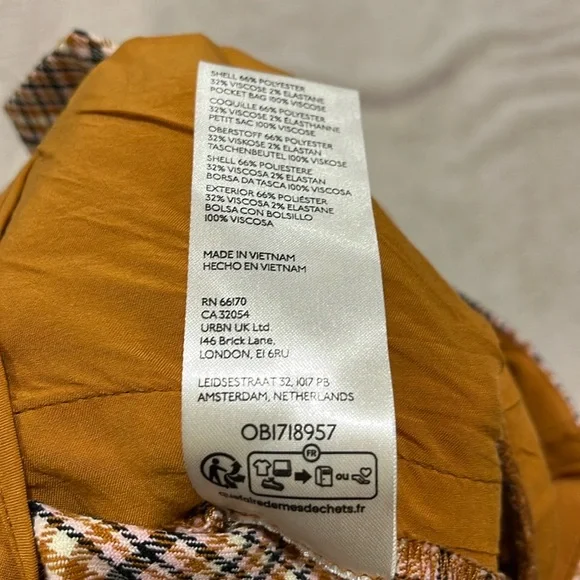 SHELL 66% POLYESTER
32% VISCOSE 2% ELASTANE
POCKET BAG 100% VISCOSE
COQUILLE 66% POLYESTER
32% VISCOSE 2% ÉLASTHANNE
PETIT SAC 100% VISCOSE
OBERSTOFF 66% POLYESTER
32% VISKOSE 2% ELASTAN
TASCHENBEUTEL 100% VISKOSE
SHELL 66% POLIESTERE
32% VISCOSA 2% ELASTAN
BORSA DA TASCA 100% VISCOSA
EXTERIOR 66% POLIÉSTER
32% VISCOSA 2% ELASTANE
BOLSA CON BOLSILLO
100% VISCOSA
MADE IN VIETNAM
HECHO EN VIETNAM
RN 66170
CA 32054
URBN UK Ltd
146 Brick Lane,
LONDON, E1 6RU
LEIDSESTRAAT 32, 1017 PB
AMSTERDAM, NETHERLANDS
OB1718957
FR
OU
quefairedemesdechets.fr